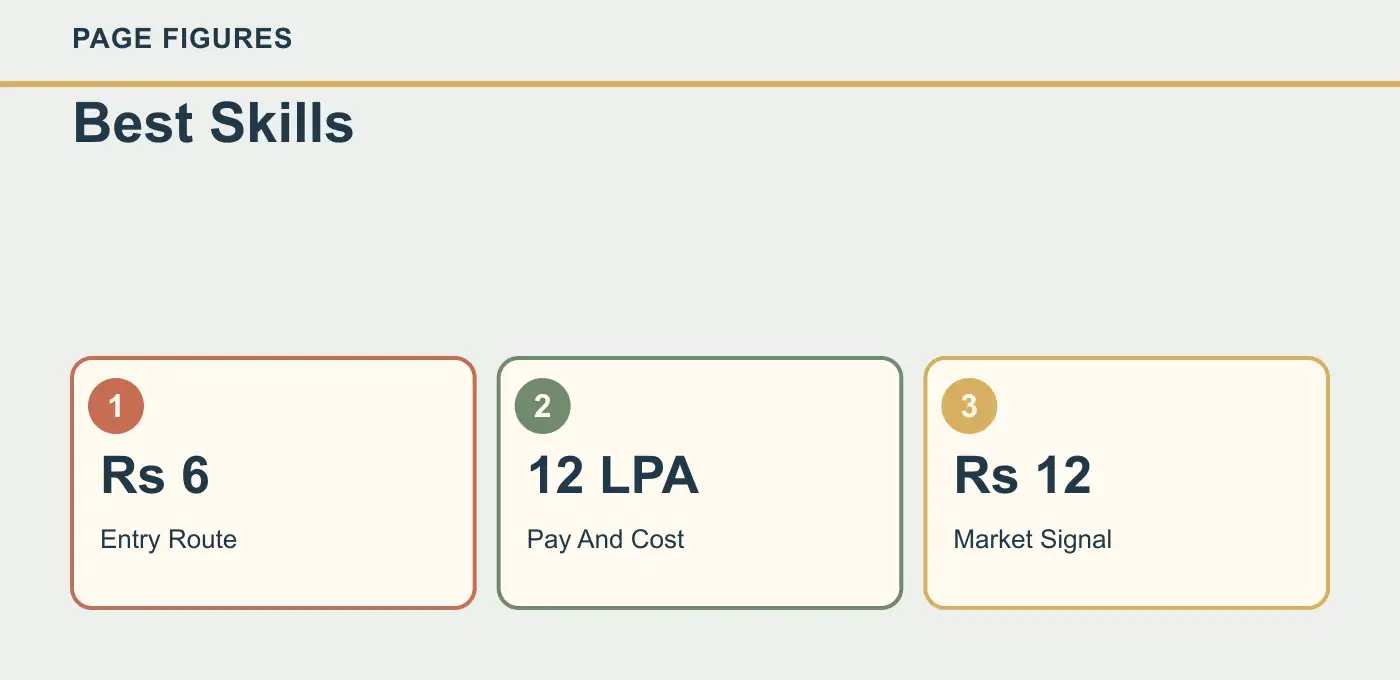 PAGE FIGURES
Best Skills
1
Rs 6
Entry Route
2
12 LPA
Pay And Cost
3
Rs 12
Market Signal